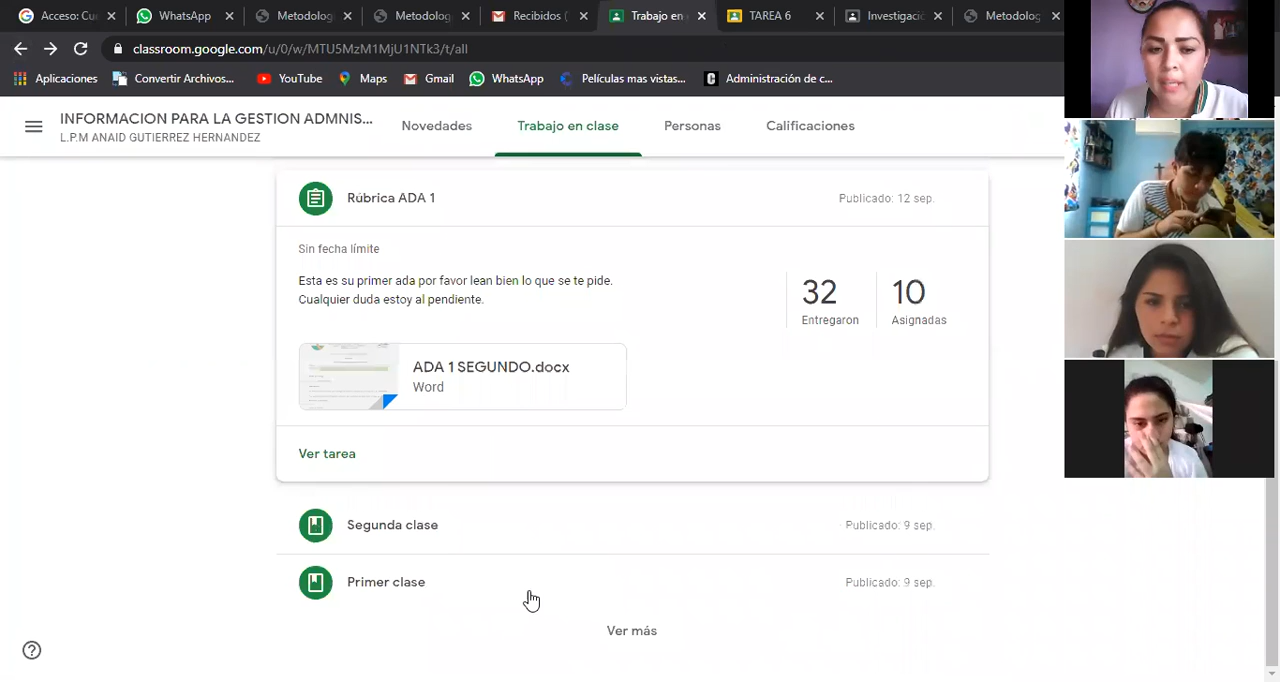 Acceso: Cu
WhatsApp
Metodolog
Metodolog
Recibidos (
Trabajo en
TAREA 6
Investigaci
Metodolog
classroom.google.com/u/0/w/MTU5MzM1MjU1NTk3/t/all
Aplicaciones
Convertir Archivos...
YouTube
Maps
Gmail
WhatsApp
Películas mas vistas...
Administración de c...
INFORMACION PARA LA GESTION ADMNIS...
L.P.M ANAID GUTIERREZ HERNANDEZ
Novedades
Trabajo en clase
Personas
Calificaciones
Rúbrica ADA 1
Publicado: 12 sep.
Sin fecha límite
Esta es su primer ada por favor lean bien lo que se te pide.
Cualquier duda estoy al pendiente.
32
Entregaron
10
Asignadas
ADA 1 SEGUNDO.docx
Word
Ver tarea
Segunda clase
Publicado: 9 sep.
Primer clase
Publicado: 9 sep.
Ver más